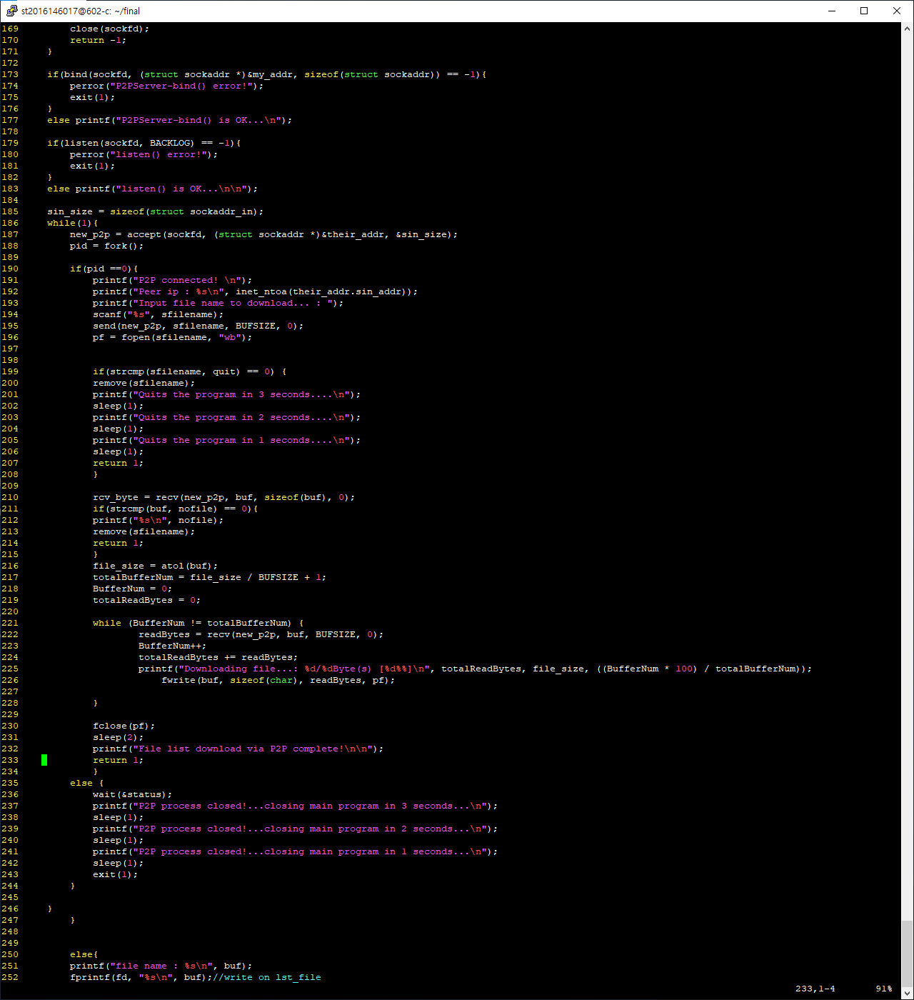 st2016146017@602-c: ~/final
169         close(sockfd);
170         return -1;
171     }
172
173     if(bind(sockfd, (struct sockaddr *)&my_addr, sizeof(struct sockaddr)) == -1){
174         perror("P2PServer-bind() error!");
175         exit(1);
176     }
177     else printf("P2PServer-bind() is OK...\n");
178
179     if(listen(sockfd, BACKLOG) == -1){
180         perror("listen() error!");
181         exit(1);
182     }
183     else printf("listen() is OK...\n\n");
184
185     sin_size = sizeof(struct sockaddr_in);
186     while(1){
187         new_p2p = accept(sockfd, (struct sockaddr *)&their_addr, &sin_size);
188         pid = fork();
189
190         if(pid ==0){
191             printf("P2P connected! \n");
192             printf("Peer ip : %s\n", inet_ntoa(their_addr.sin_addr));
193             printf("Input file name to download... : ");
194             scanf("%s", sfilename);
195             send(new_p2p, sfilename, BUFSIZE, 0);
196             pf = fopen(sfilename, "wb");
197
198
199             if(strcmp(sfilename, quit) == 0) {
200             remove(sfilename);
201             printf("Quits the program in 3 seconds....\n");
202             sleep(1);
203             printf("Quits the program in 2 seconds....\n");
204             sleep(1);
205             printf("Quits the program in 1 seconds....\n");
206             sleep(1);
207             return 1;
208             }
209
210             rcv_byte = recv(new_p2p, buf, sizeof(buf), 0);
211             if(strcmp(buf, nofile) == 0){
212             printf("%s\n", nofile);
213             remove(sfilename);
214             return 1;
215             }
216             file_size = atol(buf);
217             totalBufferNum = file_size / BUFSIZE + 1;
218             BufferNum = 0;
219             totalReadBytes = 0;
220
221             while (BufferNum != totalBufferNum) {
222                     readBytes = recv(new_p2p, buf, BUFSIZE, 0);
223                     BufferNum++;
224                     totalReadBytes += readBytes;
225                     printf("Downloading file...: %d/%dByte(s) [%d%%]\n", totalReadBytes, file_size, ((BufferNum * 100) / totalBufferNum));
226                         fwrite(buf, sizeof(char), readBytes, pf);
227
228             }
229
230             fclose(pf);
231             sleep(2);
232             printf("File list download via P2P complete!\n\n");
233             return 1;
234             }
235         else {
236             wait(&status);
237             printf("P2P process closed!...closing main program in 3 seconds...\n");
238             sleep(1);
239             printf("P2P process closed!...closing main program in 2 seconds...\n");
240             sleep(1);
241             printf("P2P process closed!...closing main program in 1 seconds...\n");
242             sleep(1);
243             exit(1);
244         }
245
246     }
247         }
248
249
250         else{
251         printf("file name : %s\n", buf);
252         fprintf(fd, "%s\n", buf);//write on lst_file
233,1-4 91%